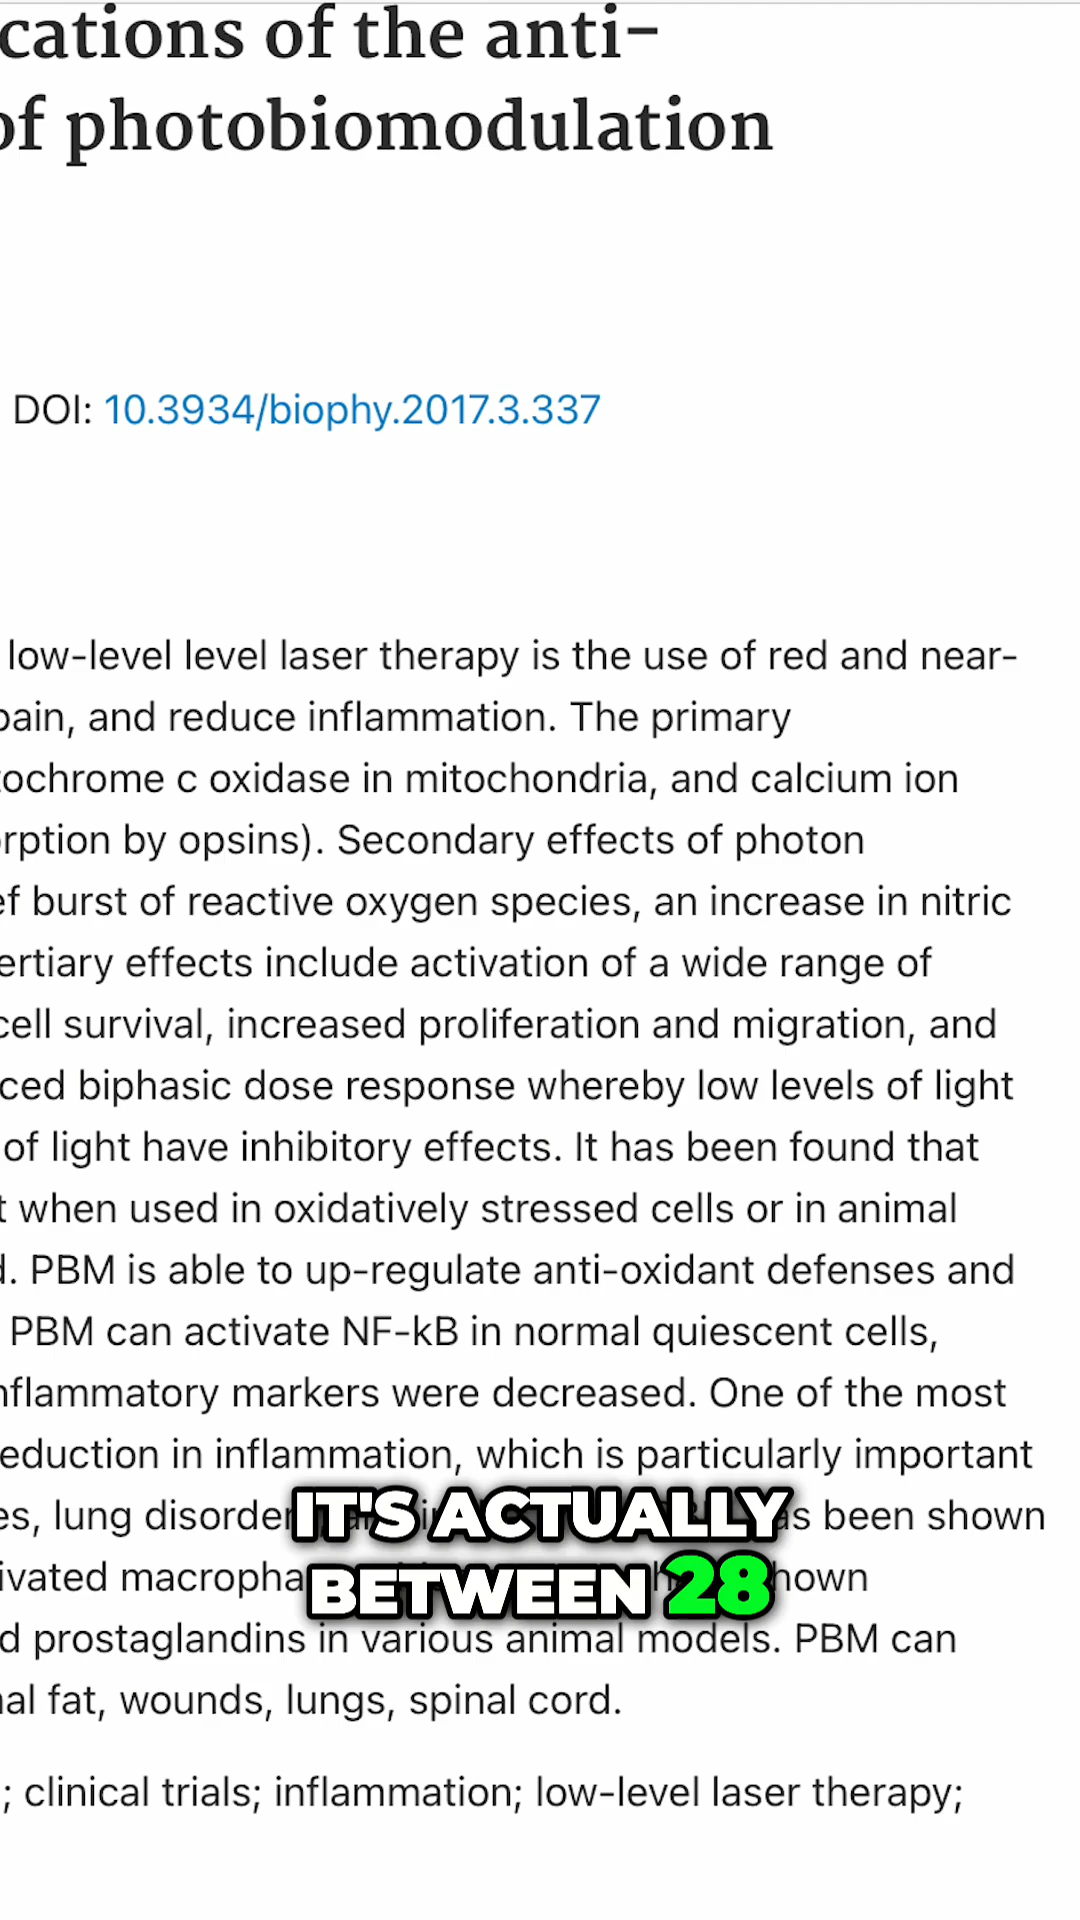 cations of the anti-
of photobiomodulation
DOI: 10.3934/biophy.2017.3.337
low-level level laser therapy is the use of red and near-
pain, and reduce inflammation. The primary
tochrome c oxidase in mitochondria, and calcium ion
orption by opsins). Secondary effects of photon
ef burst of reactive oxygen species, an increase in nitric
ertiary effects include activation of a wide range of
cell survival, increased proliferation and migration, and
ced biphasic dose response whereby low levels of light
of light have inhibitory effects. It has been found that
t when used in oxidatively stressed cells or in animal
d. PBM is able to up-regulate anti-oxidant defenses and
PBM can activate NF-kB in normal quiescent cells,
nflammatory markers were decreased. One of the most
eduction in inflammation, which is particularly important
es, lung disorder as been shown
IT'S ACTUALLY
ivated macropha hown
BETWEEN 28
d prostaglandins in various animal models. PBM can
nal fat, wounds, lungs, spinal cord.
; clinical trials; inflammation; low-level laser therapy;